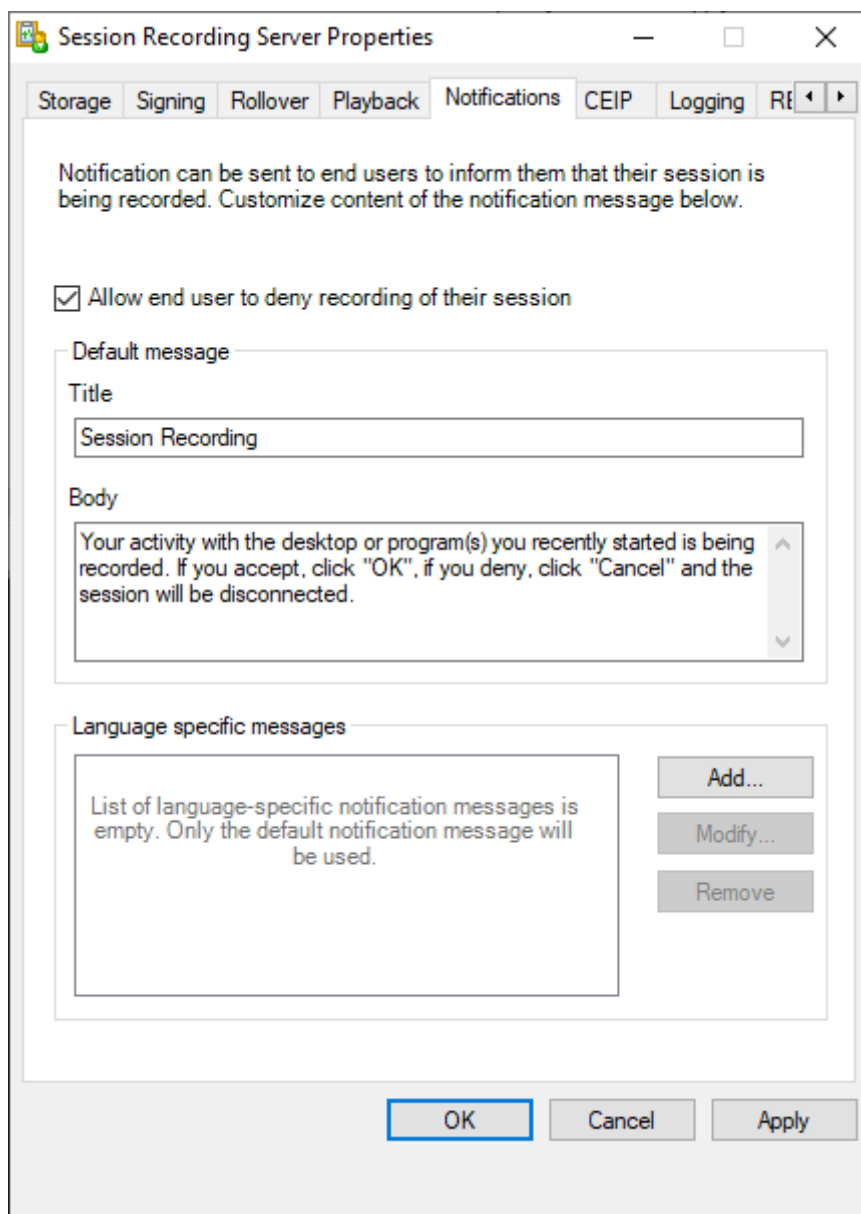 Session Recording Server Properties
Storage Signing Rollover Playback Notifications CEIP Logging
Notification can be sent to end users to inform them that their session is
being recorded. Customize content of the notification message below.
Allow end user to deny recording of their session
Default message
Title
Session Recording
Body
Your activity with the desktop or program(s) you recently started is being
recorded. If you accept, click "OK", if you deny, click "Cancel" and the
session will be disconnected.
Language specific messages
List of language-specific notification messages is
empty. Only the default notification message will
be used.
Add...
Modify...
Remove
OK Cancel Apply